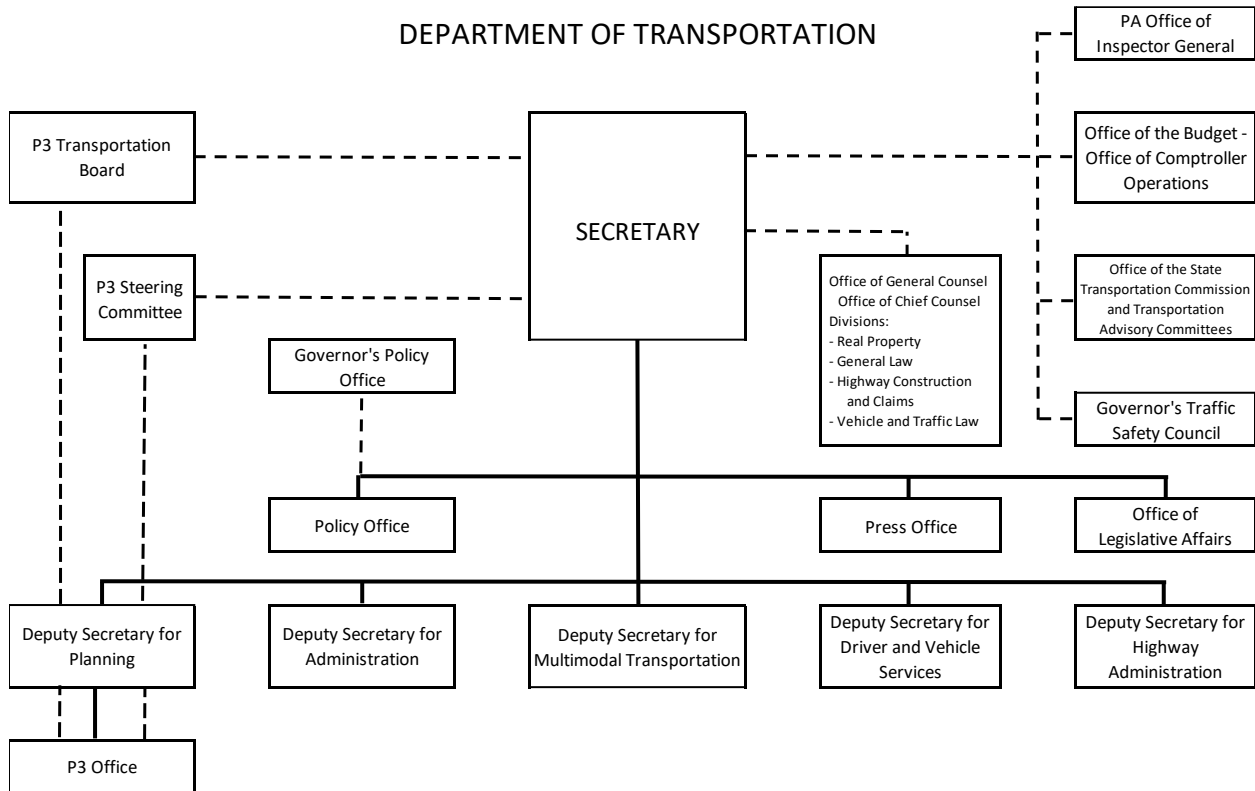 DEPARTMENT OF TRANSPORTATION
PA Office of
Inspector General
P3 Transportation
Board
SECRETARY
Office of the Budget -
Office of Comptroller
Operations
P3 Steering
Committee
Office of General Counsel
Office of Chief Counsel
Divisions:
- Real Property
- General Law
- Highway Construction
and Claims
- Vehicle and Traffic Law
Office of the State
Transportation Commission
and Transportation
Advisory Committees
Governor's Policy
Office
Governor's Traffic
Safety Council
Policy Office
Press Office
Office of
Legislative Affairs
Deputy Secretary for
Planning
Deputy Secretary for
Administration
Deputy Secretary for
Multimodal Transportation
Deputy Secretary for
Driver and Vehicle
Services
Deputy Secretary for
Highway
Administration
P3 Office